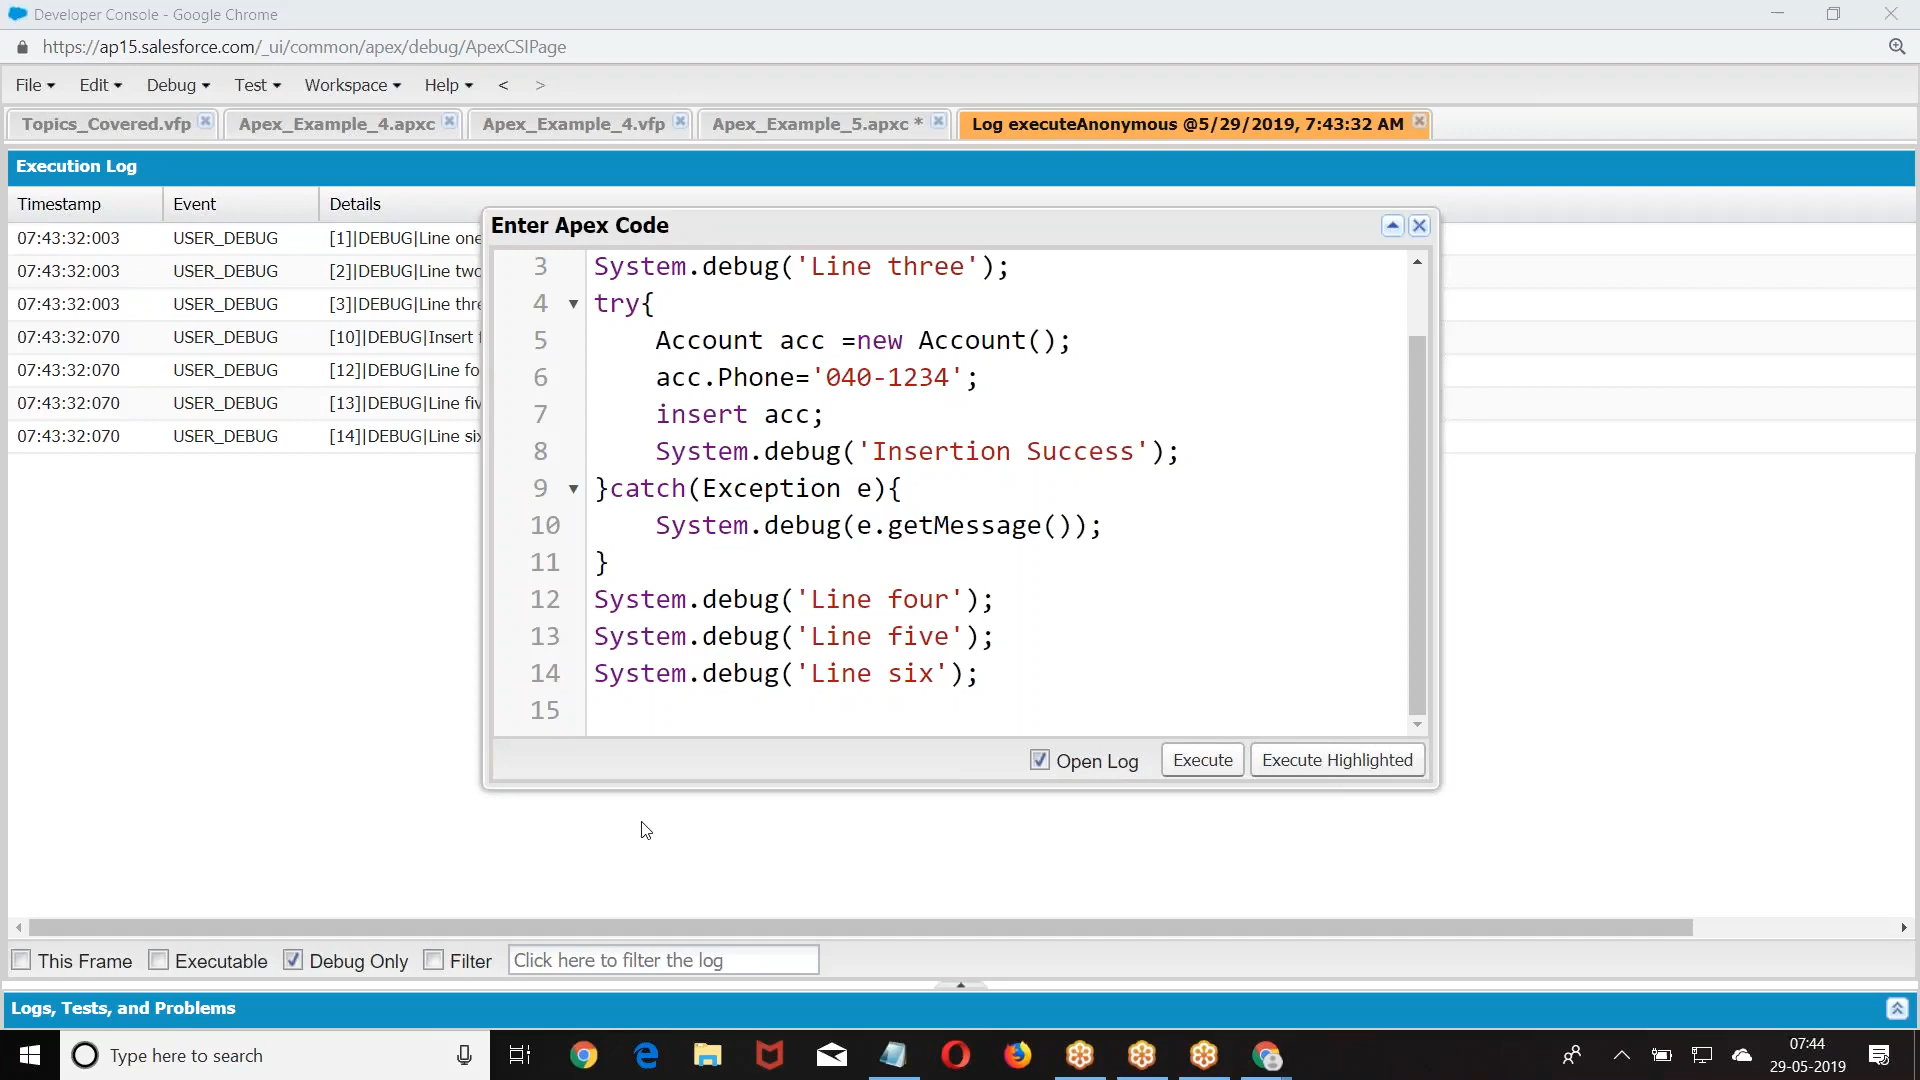 Developer Console - Google Chrome
https://ap15.salesforce.com/_ui/common/apex/debug/ApexCSIPage
File Edit Debug Test Workspace Help < >
Topics_Covered.vfp Apex_Example_4.apxc Apex_Example_4.vfp Apex_Example_5.apxc * Log executeAnonymous @5/29/2019, 7:43:32 AM
Execution Log
Timestamp Event Details
07:43:32:003 USER_DEBUG [1]|DEBUG|Line one
07:43:32:003 USER_DEBUG [2]|DEBUG|Line two
07:43:32:003 USER_DEBUG [3]|DEBUG|Line thre
07:43:32:070 USER_DEBUG [10]|DEBUG|Insert
07:43:32:070 USER_DEBUG [12]|DEBUG|Line fo
07:43:32:070 USER_DEBUG [13]|DEBUG|Line fiv
07:43:32:070 USER_DEBUG [14]|DEBUG|Line six
Enter Apex Code
3 System.debug('Line three');
4 try{
5 Account acc =new Account();
6 acc.Phone='040-1234';
7 insert acc;
8 System.debug('Insertion Success');
9 }catch(Exception e){
10 System.debug(e.getMessage());
11 }
12 System.debug('Line four');
13 System.debug('Line five');
14 System.debug('Line six');
15
Open Log Execute Execute Highlighted
This Frame Executable Debug Only Filter Click here to filter the log
Logs, Tests, and Problems
Type here to search
07:44
29-05-2019